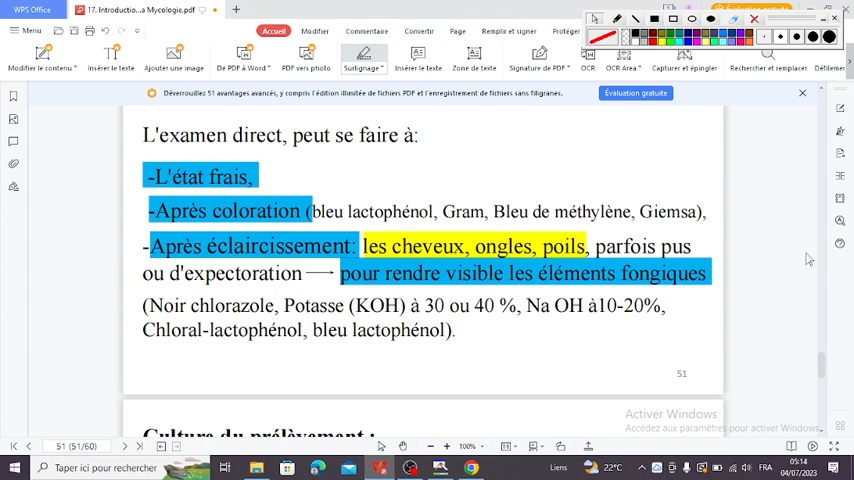 WPS Office
17. Introductio...a Mycologie.pdf
Évaluation gratuite
Menu
Accueil
Modifier
Commentaire
Convertir
Page
Remplir et signer
Protéger
Modifier le contenu
Insérer le texte
Ajouter une image
De PDF à Word
PDF vers photo
Surlignage
Insérer le texte
Zone de texte
Signature de PDF
OCR
OCR Area
Capturer et épingler
Rechercher et remplacer
Défilemen
Déverrouillez 51 avantages avancés, y compris l'édition illimitée de fichiers PDF et l'enregistrement de fichiers sans filigranes.
Évaluation gratuite
L'examen direct, peut se faire à:
-L'état frais,
-Après coloration (bleu lactophénol, Gram, Bleu de méthylène, Giemsa),
-Après éclaircissement: les cheveux, ongles, poils, parfois pus
ou d'expectoration → pour rendre visible les éléments fongiques
(Noir chlorazole, Potasse (KOH) à 30 ou 40 %, Na OH à10-20%,
Chloral-lactophénol, bleu lactophénol).
51
Culture du prélèvement :
Activer Windows
Accédez aux paramètres pour activer Windows.
51 (51/60)
100%
Taper ici pour rechercher
Liens
22°C
FRA
05:14
04/07/2023